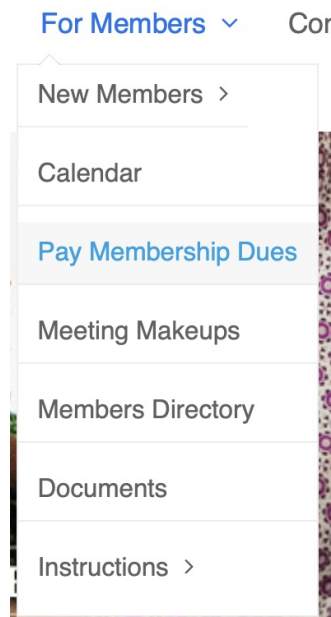 For Members
New Members
Calendar
Pay Membership Dues
Meeting Makeups
Members Directory
Documents
Instructions